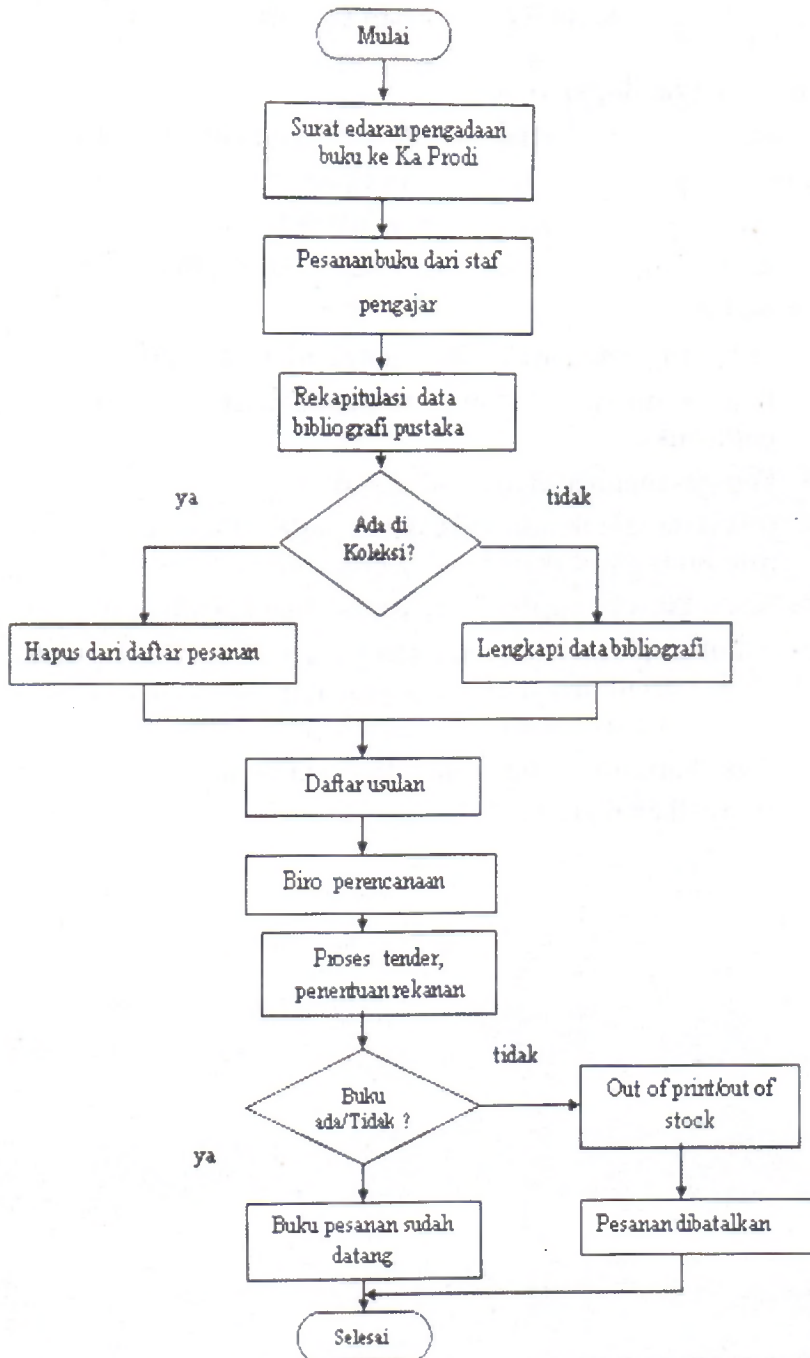 Mulai
Surat edaran pengadaan
buku ke Ka Prodi
Pesanan buku dari staf
pengajar
Rekapitulasi data
bibliografi pustaka
ya
tidak
Ada di
Koleksi?
Hapus dari daftar pesanan
Lengkapi data bibliografi
Daftar usulan
Biro perencanaan
Proses tender,
penentuan rekanan
tidak
Buku
ada/Tidak ?
Out of print/out of
stock
ya
Buku pesanan sudah
datang
Pesanan dibatalkan
Selesai